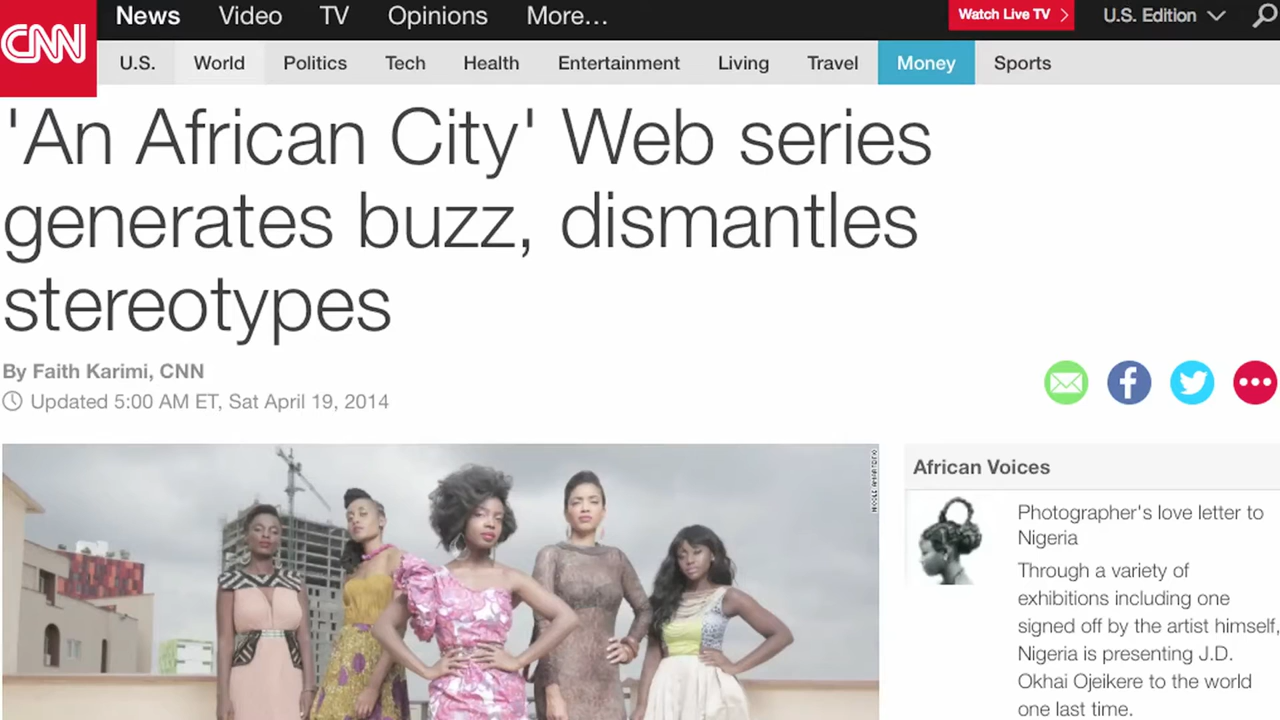 CNN
News Video TV Opinions More...
Watch Live TV
U.S. Edition
U.S. World Politics Tech Health Entertainment Living Travel Money Sports
'An African City' Web series
generates buzz, dismantles
stereotypes
By Faith Karimi, CNN
Updated 5:00 AM ET, Sat April 19, 2014
African Voices
Photographer's love letter to
Nigeria
Through a variety of
exhibitions including one
signed off by the artist himself,
Nigeria is presenting J.D.
Okhai Ojeikere to the world
one last time.